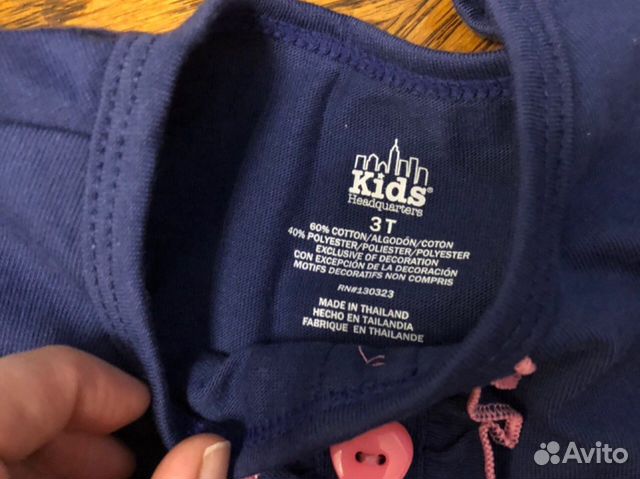 Kids®
Headquarters
3T
60% COTTON/ALGODÓN/COTON
40% POLYESTER/POLIESTER/POLYESTER
EXCLUSIVE OF DECORATION
CON EXCEPCIÓN DE LA DECORACIÓN
MOTIFS DECORATIFS NON COMPRIS
RN#130323
MADE IN THAILAND
HECHO EN TAILANDIA
FABRIQUE EN THAILANDE
Avito